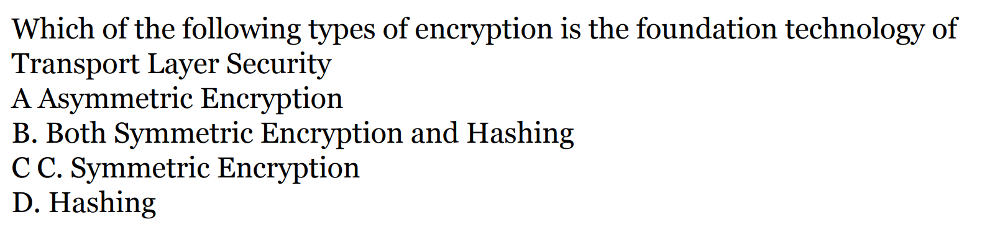 Which of the following types of encryption is the foundation technology of
Transport Layer Security
A Asymmetric Encryption
B. Both Symmetric Encryption and Hashing
C C. Symmetric Encryption
D. Hashing